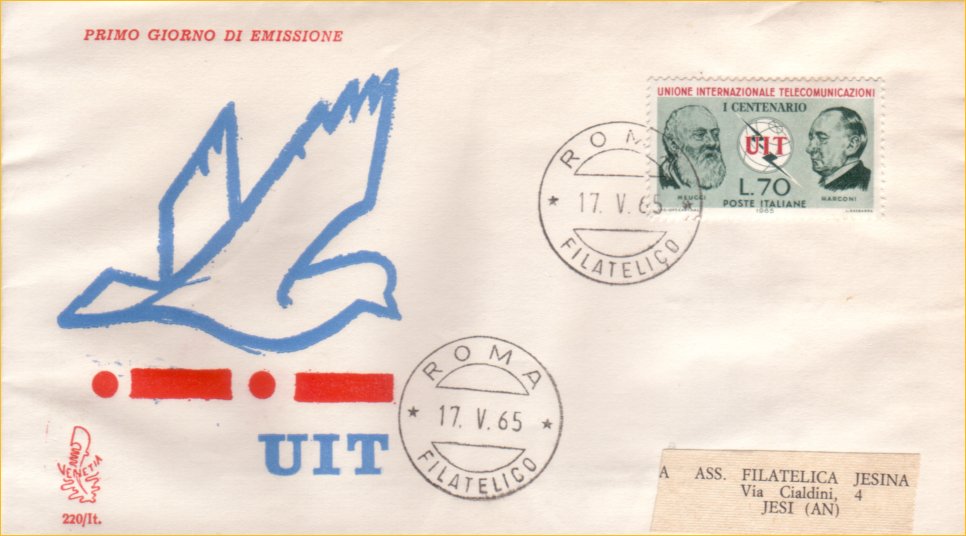 PRIMO GIORNO DI EMISSIONE
UNIONE INTERNAZIONALE TELECOMUNICAZIONI
I CENTENARIO
UIT
L.70
MEUCCI
MARCONI
POSTE ITALIANE
1965
ROMA
17. V. 65
FILATELICO
ROMA
17. V. 65
FILATELICO
UIT
VENETIA
220/It.
A ASS. FILATELICA JESINA
Via Cialdini, 4
JESI (AN)